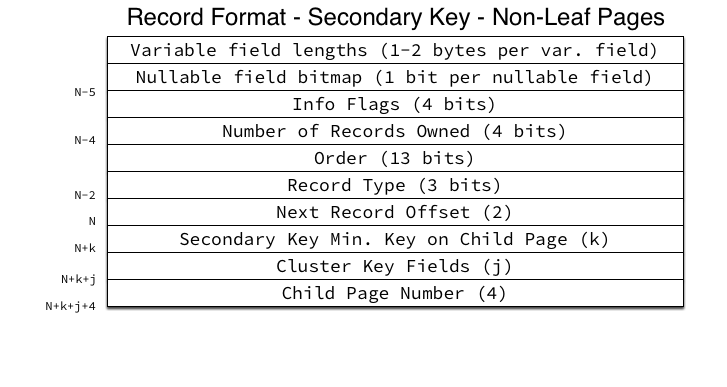 Record Format - Secondary Key - Non-Leaf Pages
Variable field lengths (1-2 bytes per var. field)
Nullable field bitmap (1 bit per nullable field)
N-5
Info Flags (4 bits)
Number of Records Owned (4 bits)
N-4
Order (13 bits)
Record Type (3 bits)
N-2
Next Record Offset (2)
N
Secondary Key Min. Key on Child Page (k)
N+k
Cluster Key Fields (j)
N+k+j
Child Page Number (4)
N+k+j+4